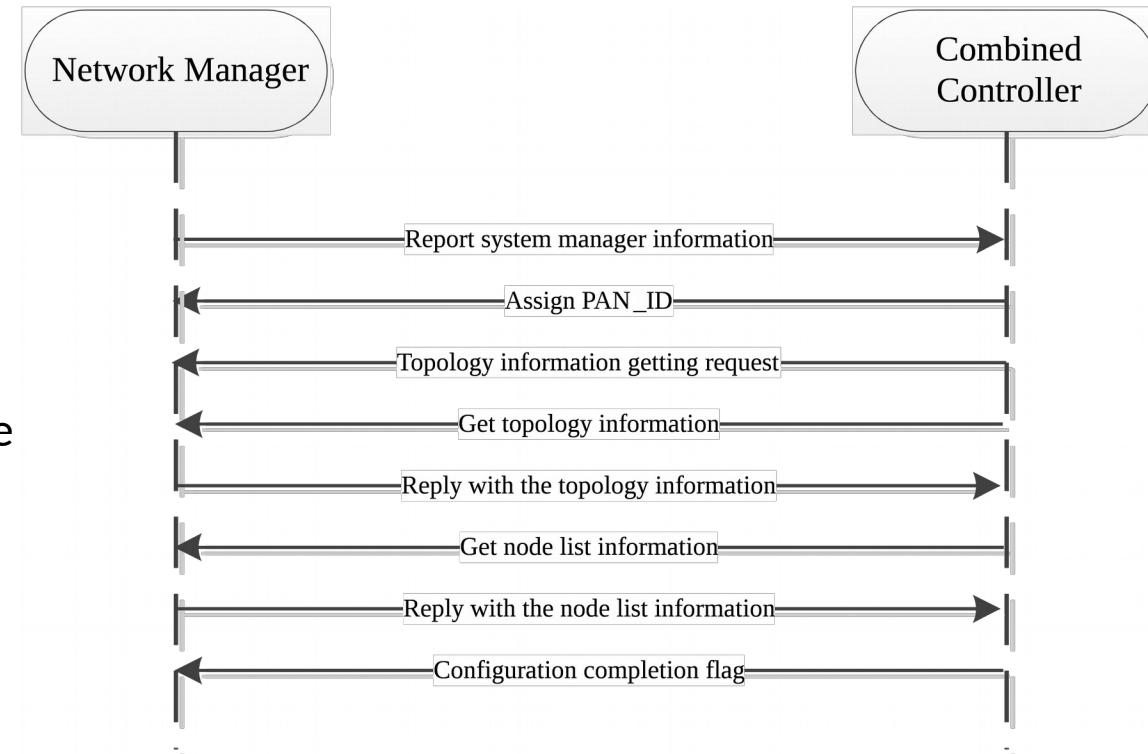 Network Manager
Combined
Controller
Report system manager information
Assign PAN_ID
Topology information getting request
e
Get topology information
Reply with the topology information
Get node list information
Reply with the node list information
Configuration completion flag